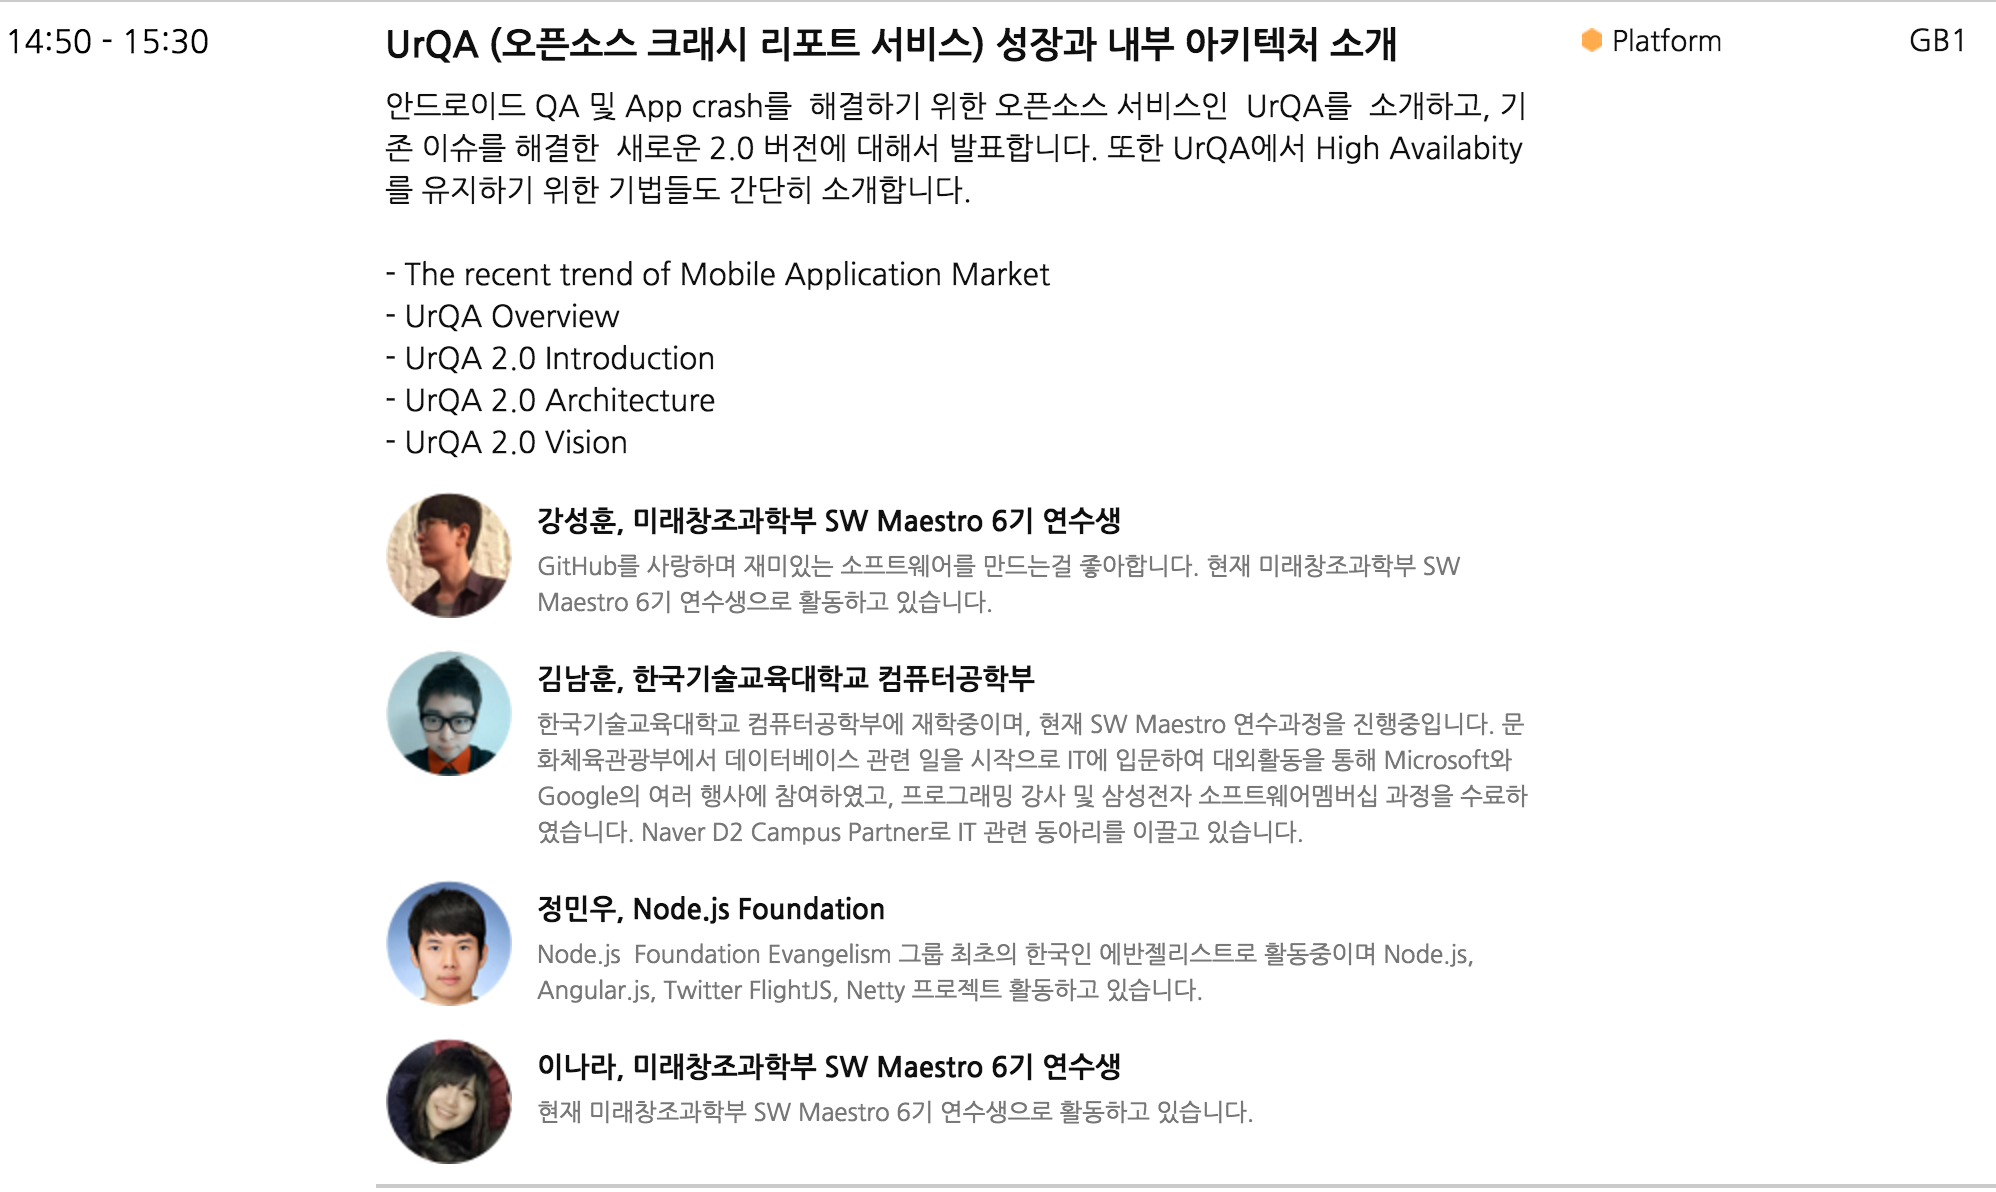 14:50 - 15:30
UrQA (오픈소스 크래시 리포트 서비스) 성장과 내부 아키텍처 소개
Platform
GB1
안드로이드 QA 및 App crash를 해결하기 위한 오픈소스 서비스인 UrQA를 소개하고, 기
존 이슈를 해결한 새로운 2.0 버전에 대해서 발표합니다. 또한 UrQA에서 High Availabity
를 유지하기 위한 기법들도 간단히 소개합니다.
- The recent trend of Mobile Application Market
- UrQA Overview
- UrQA 2.0 Introduction
- UrQA 2.0 Architecture
- UrQA 2.0 Vision
강성훈, 미래창조과학부 SW Maestro 6기 연수생
GitHub를 사랑하며 재미있는 소프트웨어를 만드는걸 좋아합니다. 현재 미래창조과학부 SW
Maestro 6기 연수생으로 활동하고 있습니다.
김남훈, 한국기술교육대학교 컴퓨터공학부
한국기술교육대학교 컴퓨터공학부에 재학중이며, 현재 SW Maestro 연수과정을 진행중입니다. 문
화체육관광부에서 데이터베이스 관련 일을 시작으로 IT에 입문하여 대외활동을 통해 Microsoft와
Google의 여러 행사에 참여하였고, 프로그래밍 강사 및 삼성전자 소프트웨어멤버십 과정을 수료하
였습니다. Naver D2 Campus Partner로 IT 관련 동아리를 이끌고 있습니다.
정민우, Node.js Foundation
Node.js Foundation Evangelism 그룹 최초의 한국인 에반젤리스트로 활동중이며 Node.js,
Angular.js, Twitter FlightJS, Netty 프로젝트 활동하고 있습니다.
이나라, 미래창조과학부 SW Maestro 6기 연수생
현재 미래창조과학부 SW Maestro 6기 연수생으로 활동하고 있습니다.